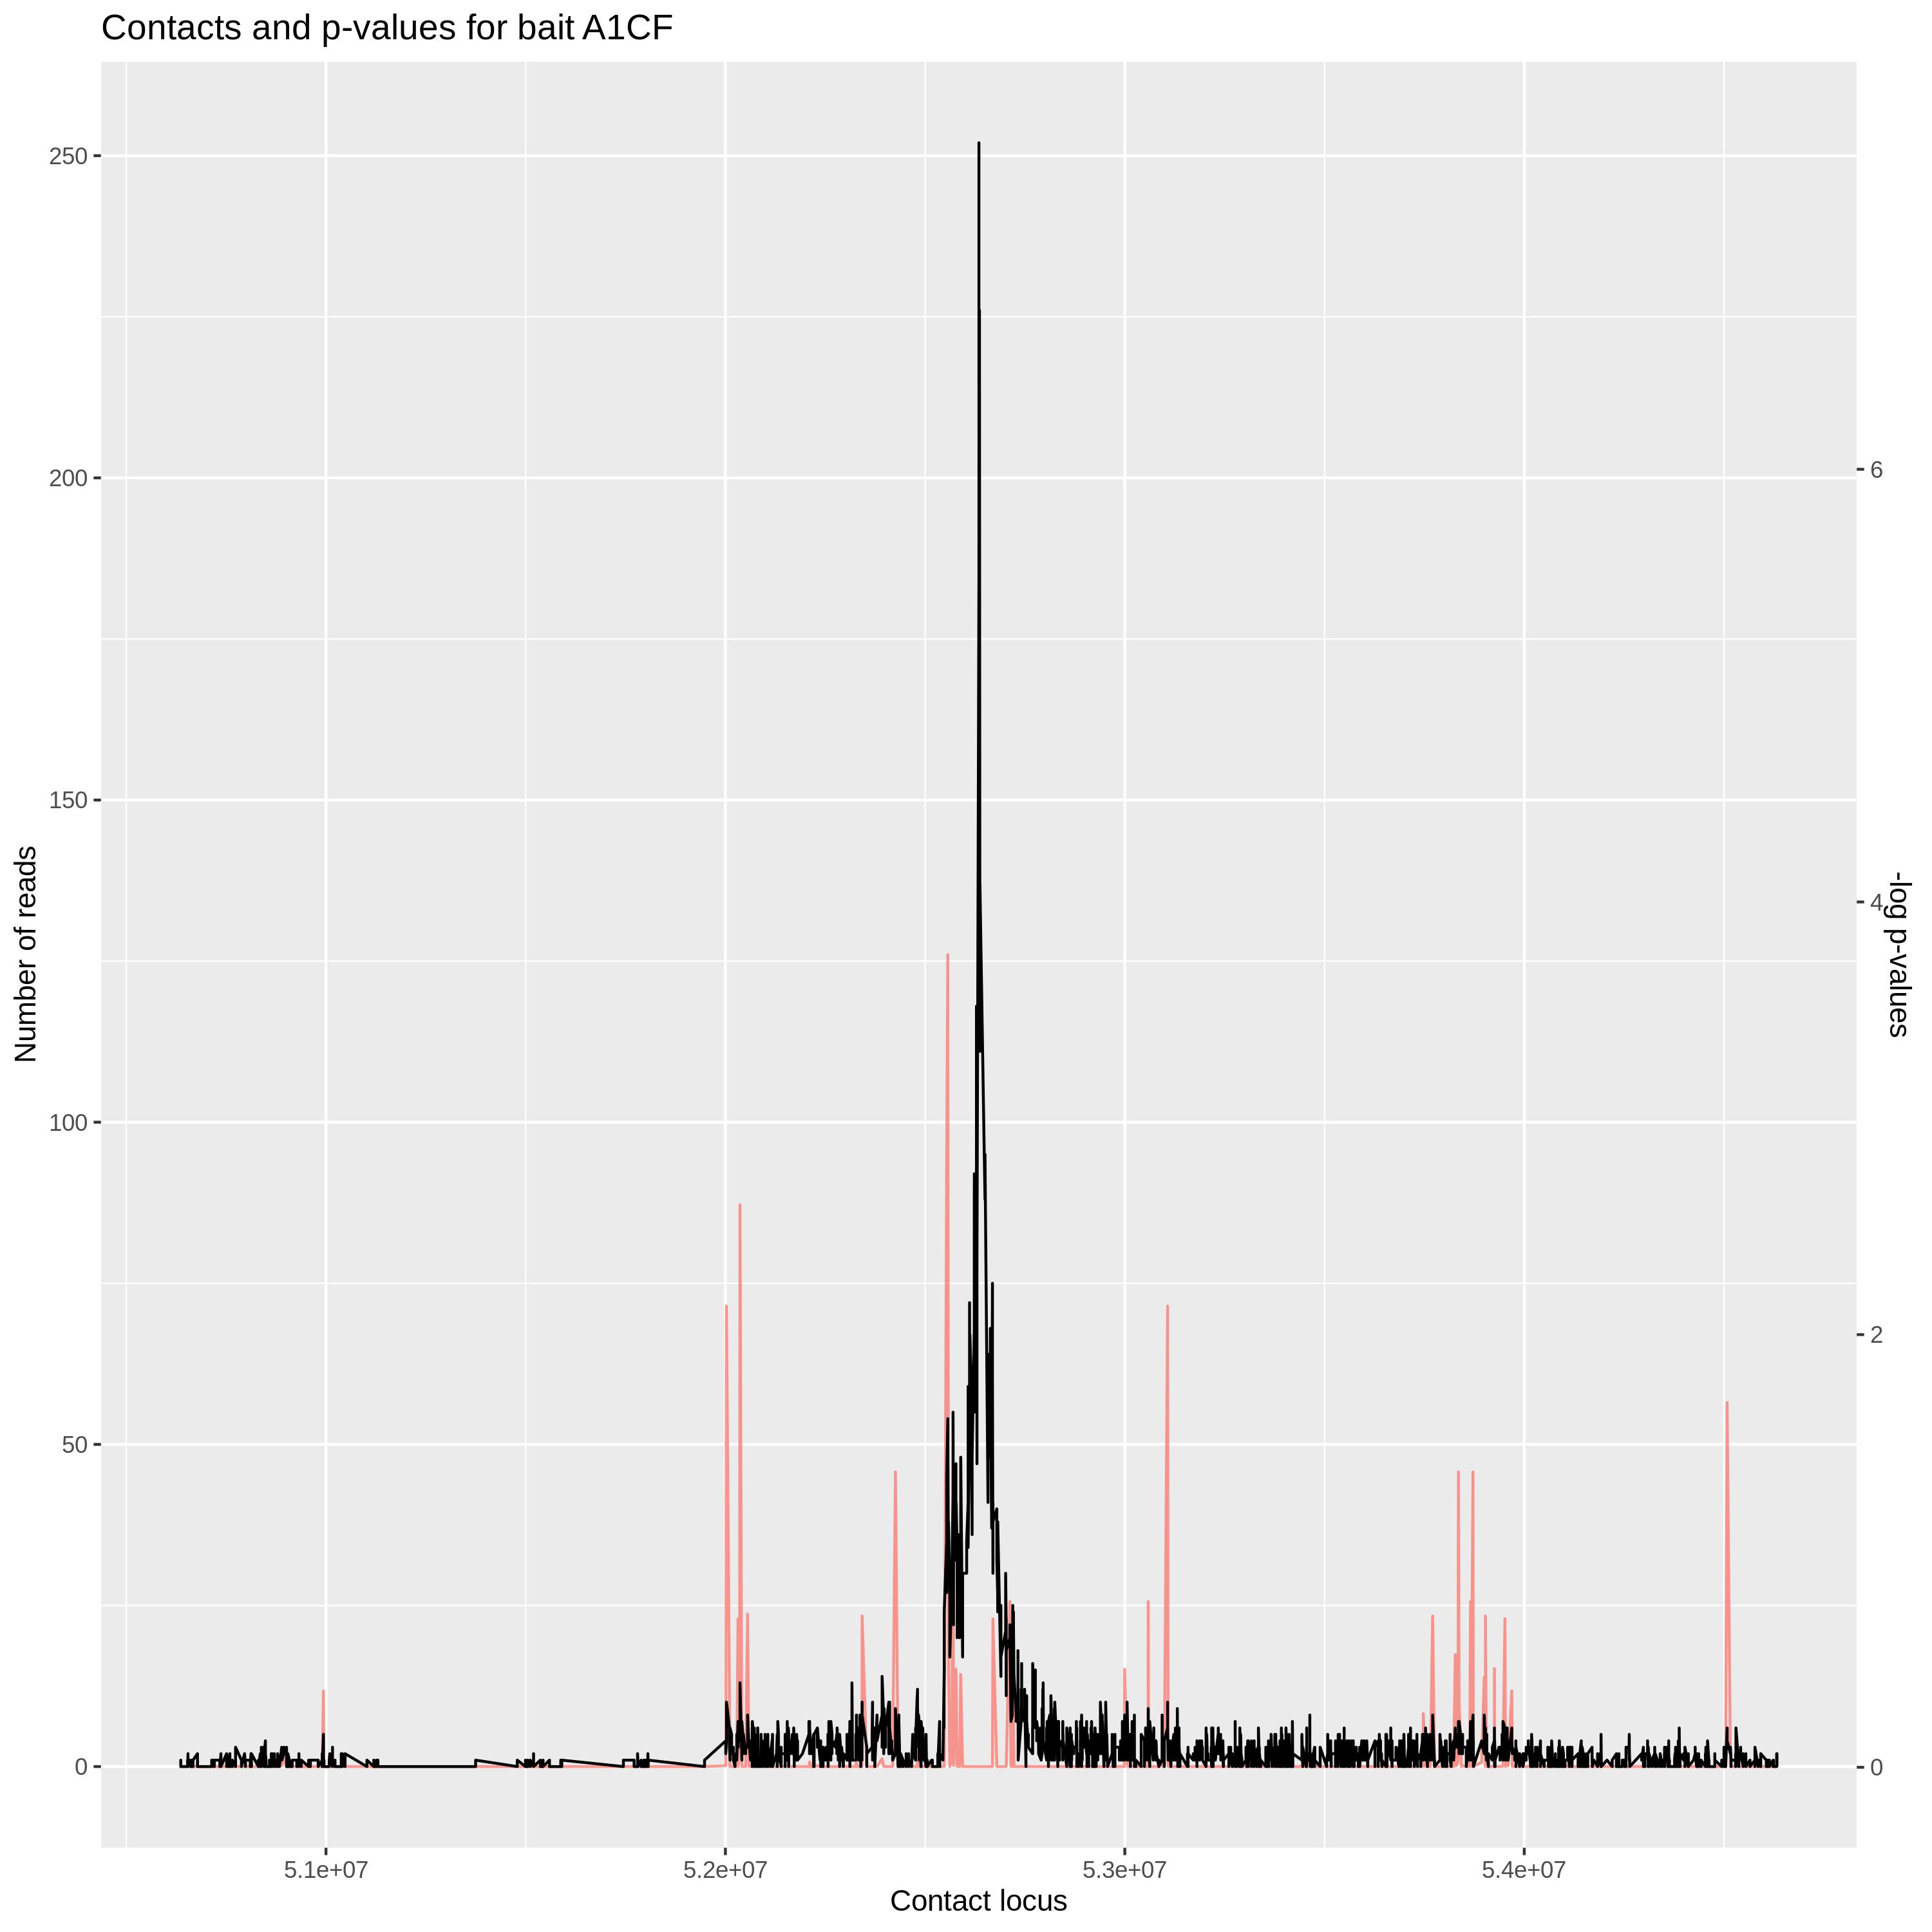 Contacts and p-values for bait A1CF
250
200
150
100
50
0
Number of reads
6
4
2
0
-log p-values
5.1e+07
5.2e+07
5.3e+07
5.4e+07
Contact locus